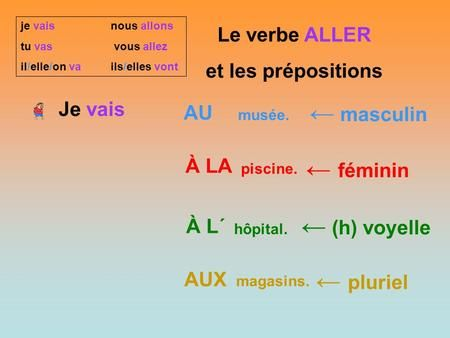 je vais nous allons
tu vas vous allez
il/elle/on va ils/elles vont
Le verbe ALLER
et les prépositions
Je vais
AU musée. ← masculin
À LA piscine. ← féminin
À L´ hôpital. ← (h) voyelle
AUX magasins. ← pluriel